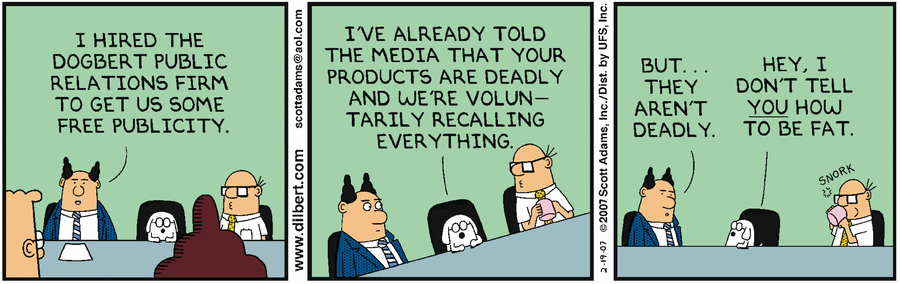 I HIRED THE
DOGBERT PUBLIC
RELATIONS FIRM
TO GET US SOME
FREE PUBLICITY.
www.dilbert.com
scottadams@aol.com
I'VE ALREADY TOLD
THE MEDIA THAT YOUR
PRODUCTS ARE DEADLY
AND WE'RE VOLUN-
TARILY RECALLING
EVERYTHING.
2-19-07 ©2007 Scott Adams, Inc./Dist. by UFS, Inc.
BUT...
THEY
AREN'T
DEADLY.
HEY, I
DON'T TELL
YOU HOW
TO BE FAT.
SNORK